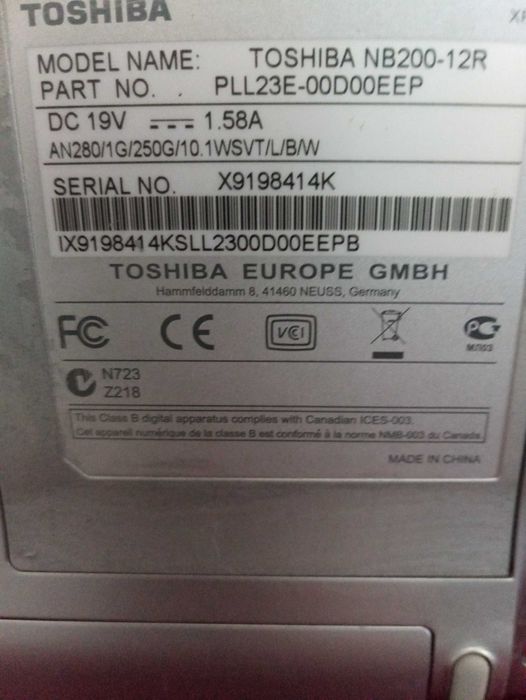 TOSHIBA
MODEL NAME: TOSHIBA NB200-12R
PART NO. PLL23E-00D00EEP
DC 19V 1.58A
AN280/1G/250G/10.1WSVT/L/B/W
SERIAL NO. X9198414K
IX9198414KSLL2300D00EEPB
TOSHIBA EUROPE GMBH
Hammfelddamm 8, 41460 NEUSS, Germany
FC CE VCI
N723
Z218
This Class B digital apparatus complies with Canadian ICES-003.
Cet appareil numérique de la classe B est conforme à la norme NMB-003 du Canada.
MADE IN CHINA